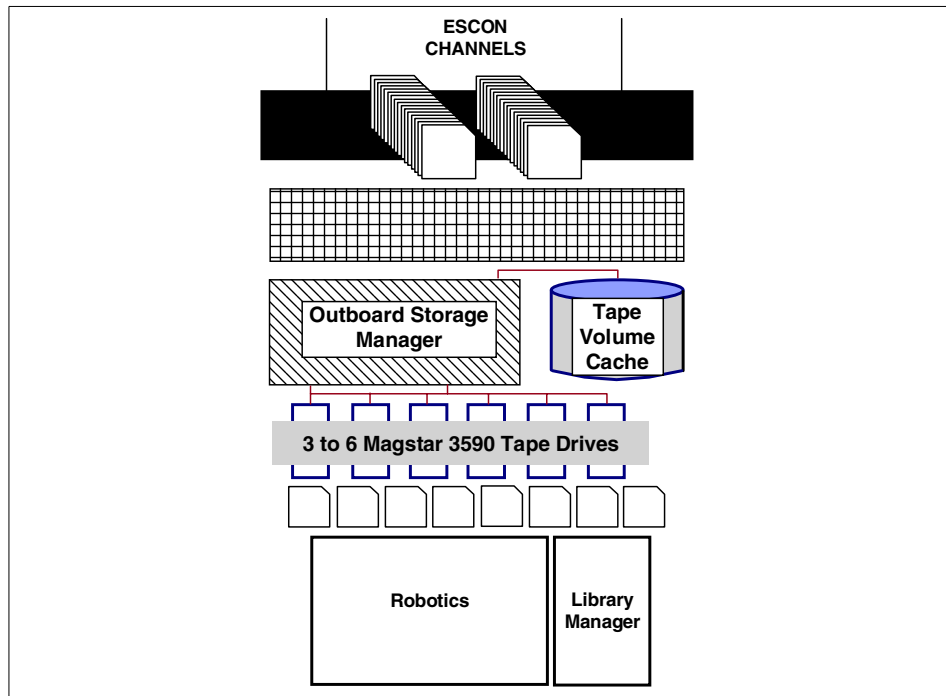 ESCON
CHANNELS
Outboard Storage
Manager
Tape
Volume
Cache
3 to 6 Magstar 3590 Tape Drives
Robotics
Library
Manager